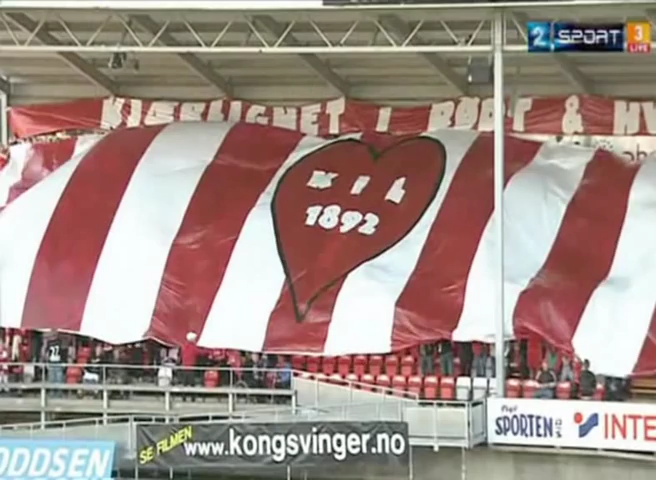 2 SPORT 3
LIVE
KJÆRLIGHET I RØDT & HV
KIL
1892
SPORTEN
INTE
SE FILMEN www.kongsvinger.no
ODDSEN